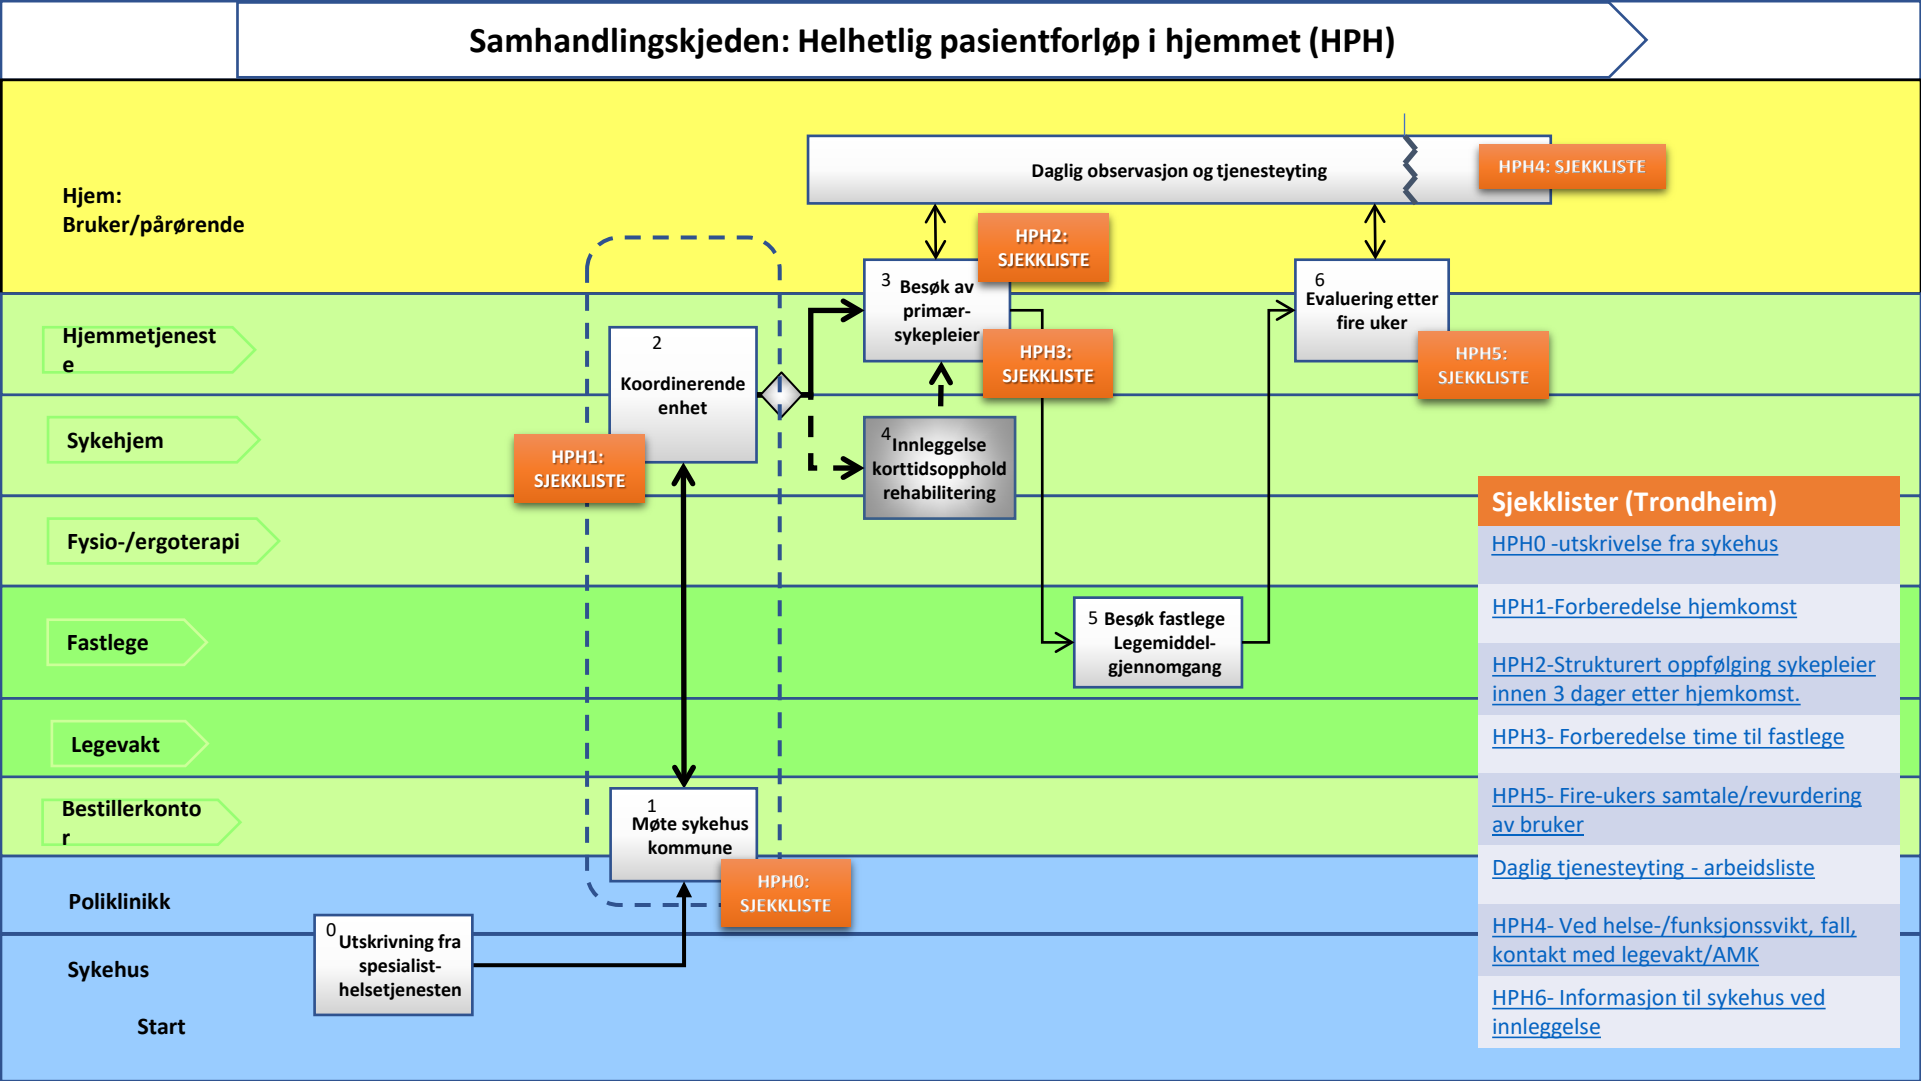 Samhandlingskjeden: Helhetlig pasientforløp i hjemmet (HPH)
Daglig observasjon og tjenesteyting
HPH4: SJEKKLISTE
Hjem:
Bruker/pårørende
HPH2:
SJEKKLISTE
3
Besøk av
primær-
sykepleier
6
Evaluering etter
fire uker
Hjemmetjenest
e
2
Koordinerende
enhet
HPH3:
SJEKKLISTE
HPH5:
SJEKKLISTE
Sykehjem
HPH1:
SJEKKLISTE
4
Innleggelse
korttidsopphold
rehabilitering
Fysio-/ergoterapi
Fastlege
5 Besøk fastlege
Legemiddel-
gjennomgang
Legevakt
Bestillerkonto
r
1
Møte sykehus
kommune
HPH0:
SJEKKLISTE
Poliklinikk
0
Utskrivning fra
spesialist-
helsetjenesten
Sykehus
Start
Sjekklister (Trondheim)
HPH0 -utskrivelse fra sykehus
HPH1-Forberedelse hjemkomst
HPH2-Strukturert oppfølging sykepleier
innen 3 dager etter hjemkomst.
HPH3- Forberedelse time til fastlege
HPH5- Fire-ukers samtale/revurdering
av bruker
Daglig tjenesteyting - arbeidsliste
HPH4- Ved helse-/funksjonssvikt, fall,
kontakt med legevakt/AMK
HPH6- Informasjon til sykehus ved
innleggelse